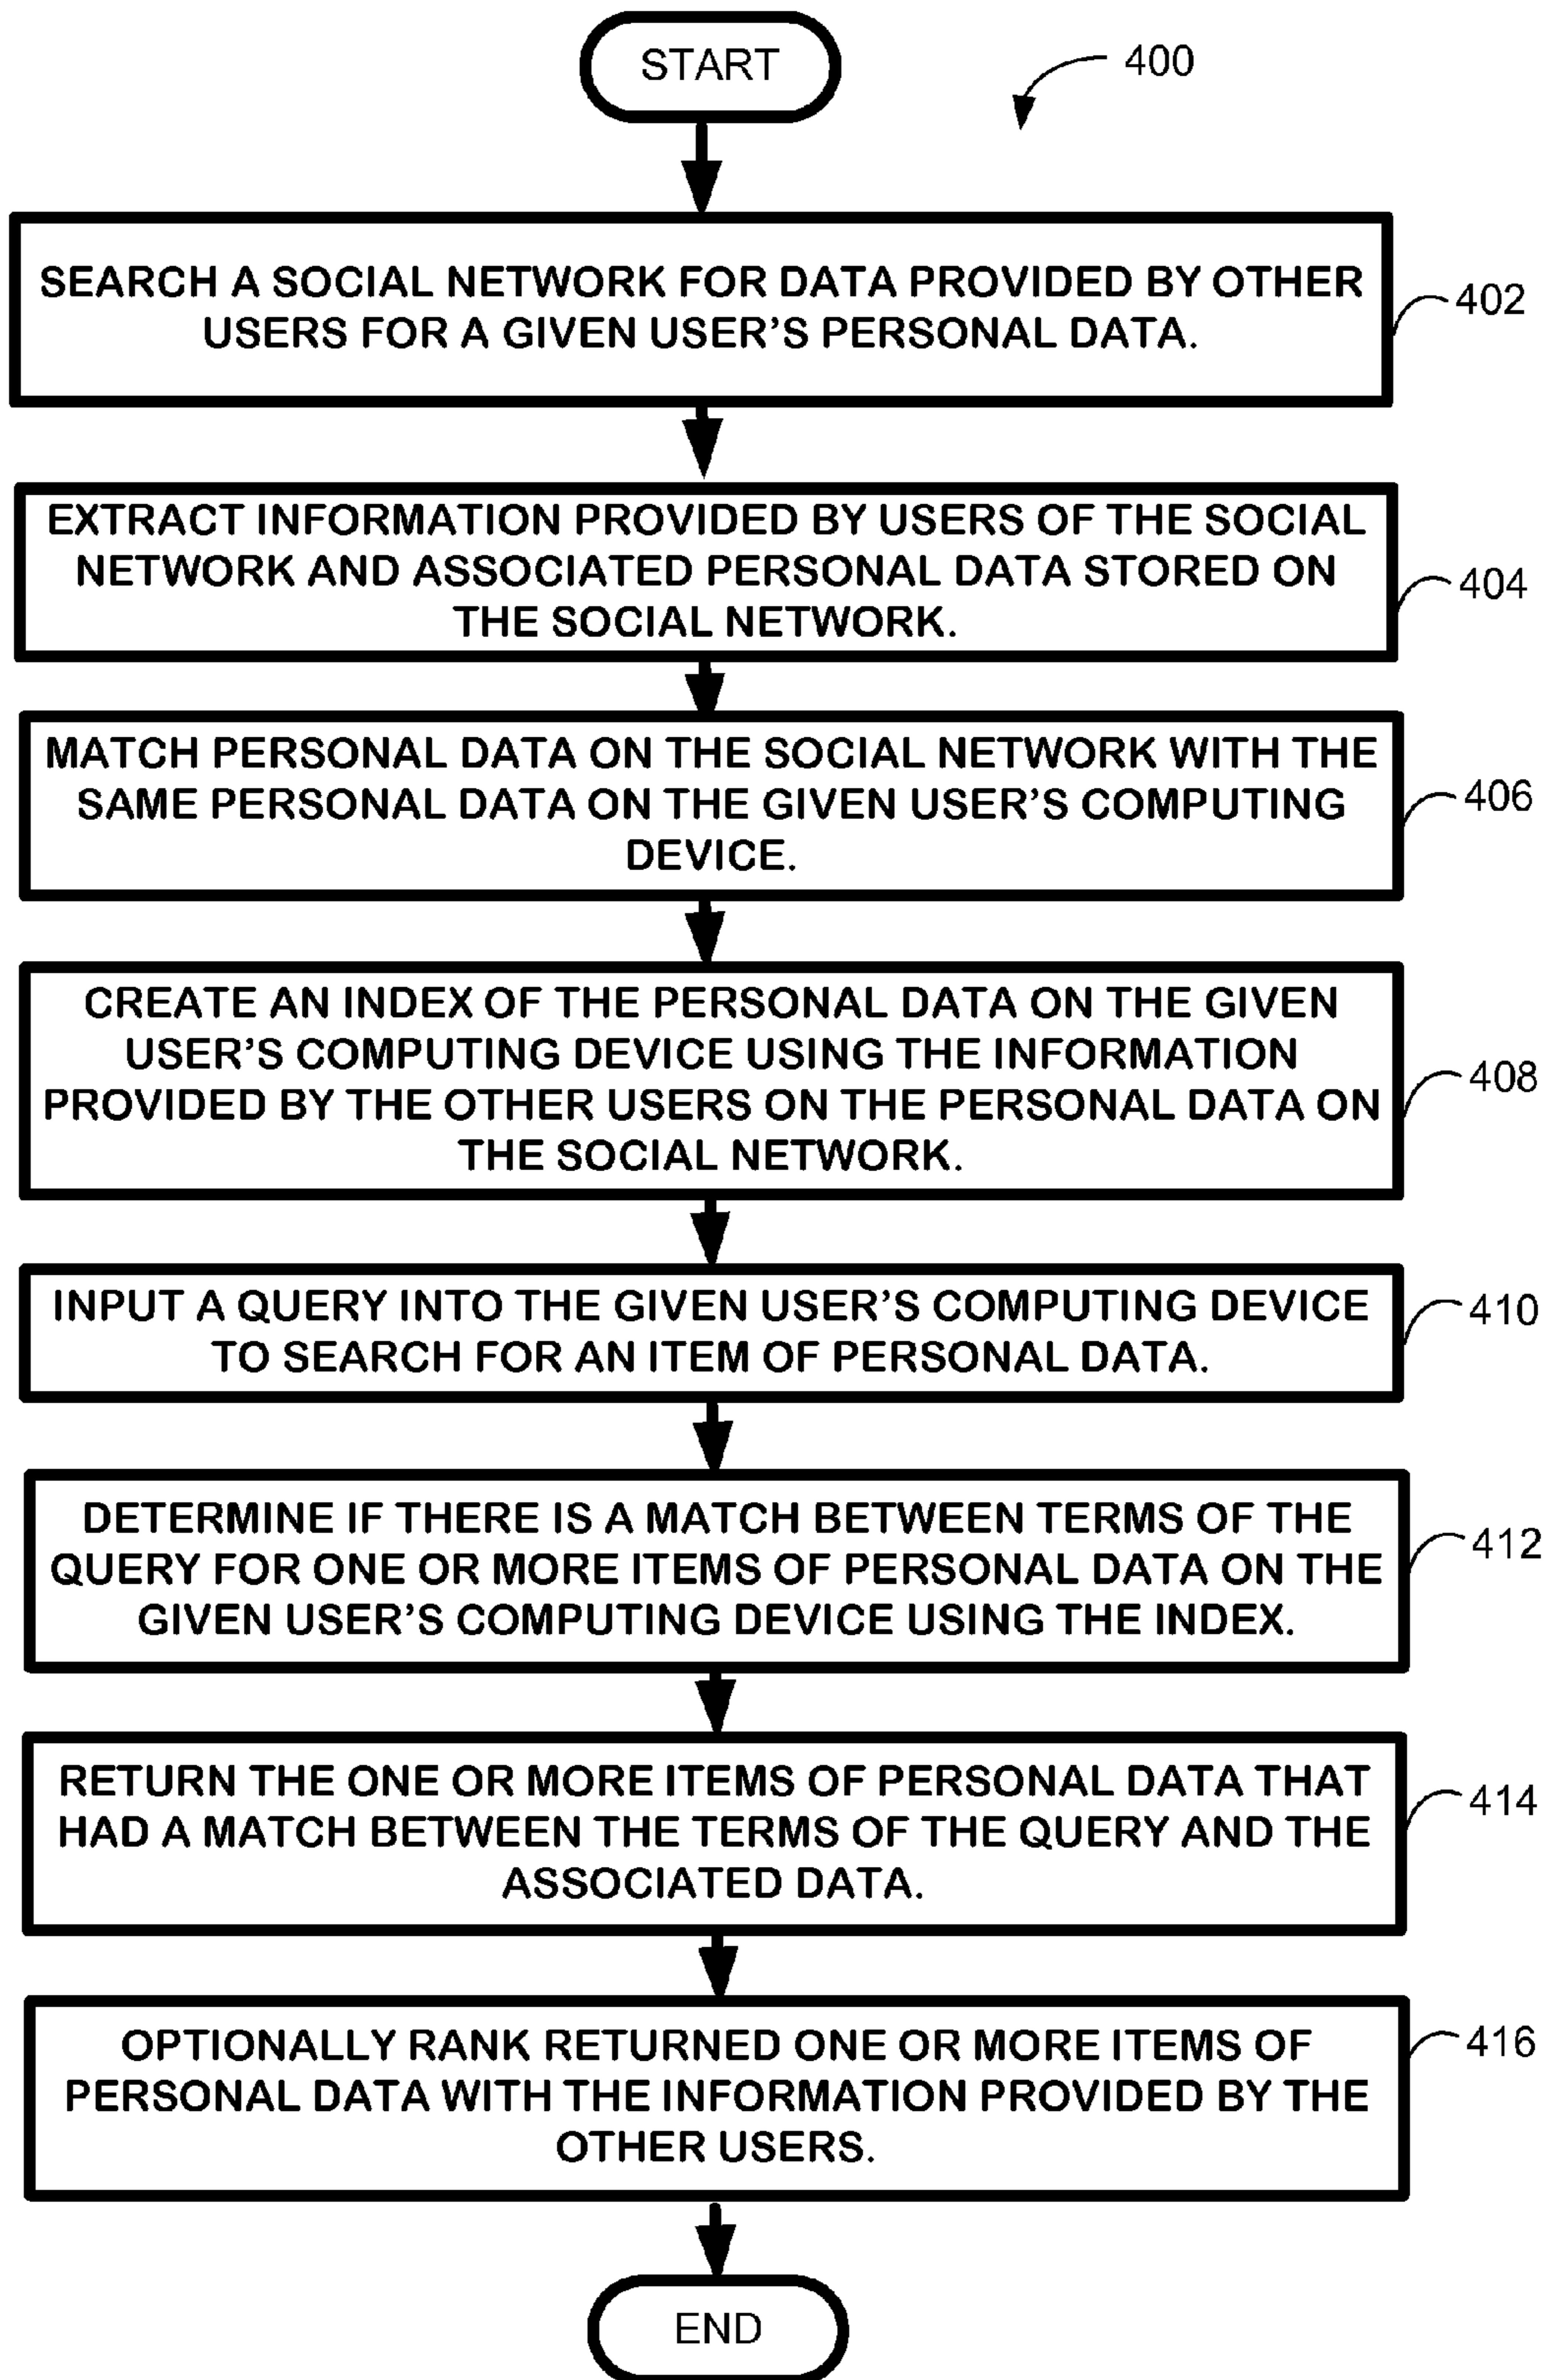 START
400
SEARCH A SOCIAL NETWORK FOR DATA PROVIDED BY OTHER
USERS FOR A GIVEN USER'S PERSONAL DATA.
402
EXTRACT INFORMATION PROVIDED BY USERS OF THE SOCIAL
NETWORK AND ASSOCIATED PERSONAL DATA STORED ON
THE SOCIAL NETWORK.
404
MATCH PERSONAL DATA ON THE SOCIAL NETWORK WITH THE
SAME PERSONAL DATA ON THE GIVEN USER'S COMPUTING
DEVICE.
406
CREATE AN INDEX OF THE PERSONAL DATA ON THE GIVEN
USER'S COMPUTING DEVICE USING THE INFORMATION
PROVIDED BY THE OTHER USERS ON THE PERSONAL DATA ON
THE SOCIAL NETWORK.
408
INPUT A QUERY INTO THE GIVEN USER'S COMPUTING DEVICE
TO SEARCH FOR AN ITEM OF PERSONAL DATA.
410
DETERMINE IF THERE IS A MATCH BETWEEN TERMS OF THE
QUERY FOR ONE OR MORE ITEMS OF PERSONAL DATA ON THE
GIVEN USER'S COMPUTING DEVICE USING THE INDEX.
412
RETURN THE ONE OR MORE ITEMS OF PERSONAL DATA THAT
HAD A MATCH BETWEEN THE TERMS OF THE QUERY AND THE
ASSOCIATED DATA.
414
OPTIONALLY RANK RETURNED ONE OR MORE ITEMS OF
PERSONAL DATA WITH THE INFORMATION PROVIDED BY THE
OTHER USERS.
416
END